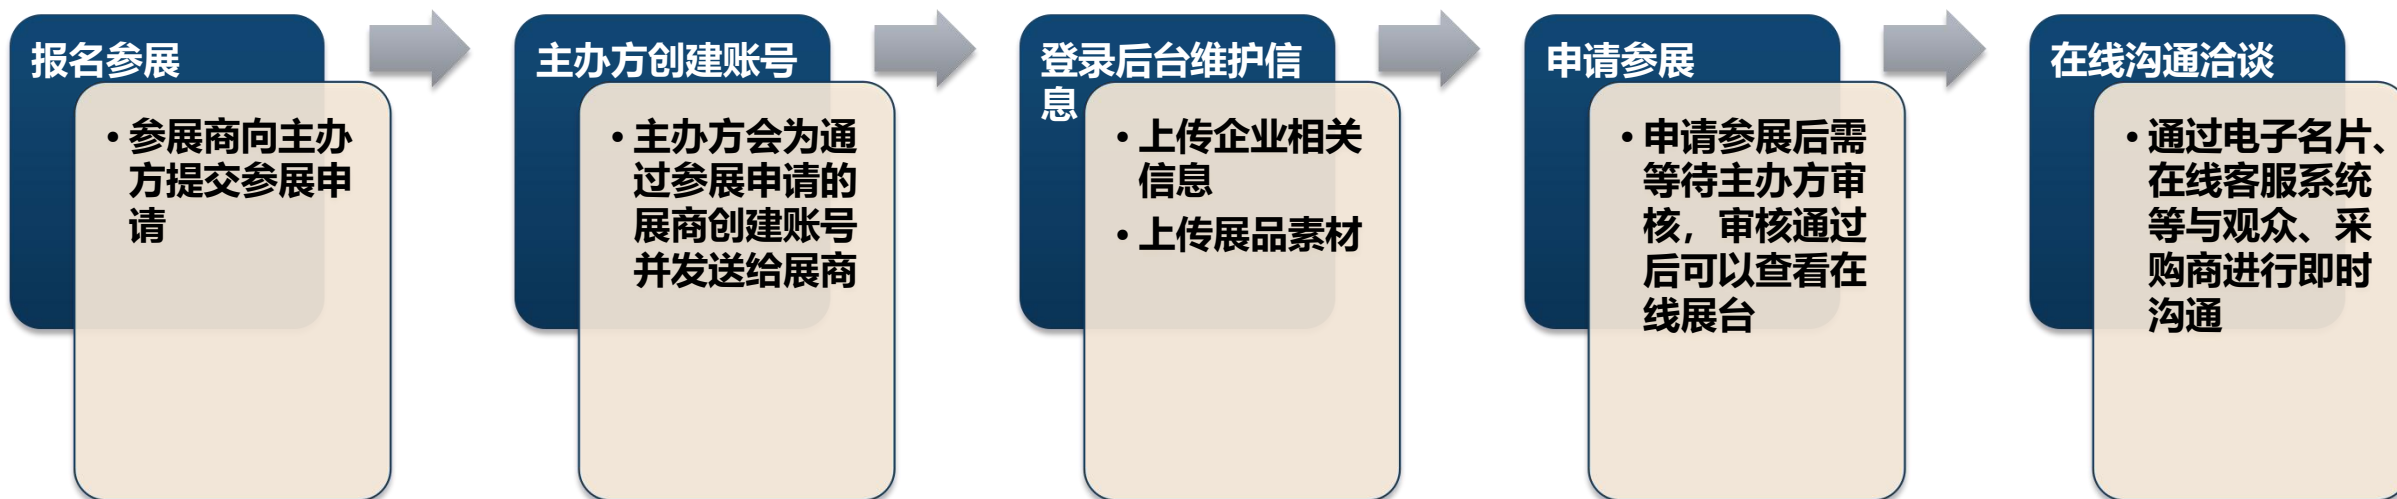 报名参展
• 参展商向主办
方提交参展申
请
主办方创建账号
• 主办方会为通
过参展申请的
展商创建账号
并发送给展商
登录后台维护信
息
• 上传企业相关
信息
• 上传展品素材
申请参展
• 申请参展后需
等待主办方审
核，审核通过
后可以查看在
线展台
在线沟通洽谈
• 通过电子名片、
在线客服系统
等与观众、采
购商进行即时
沟通